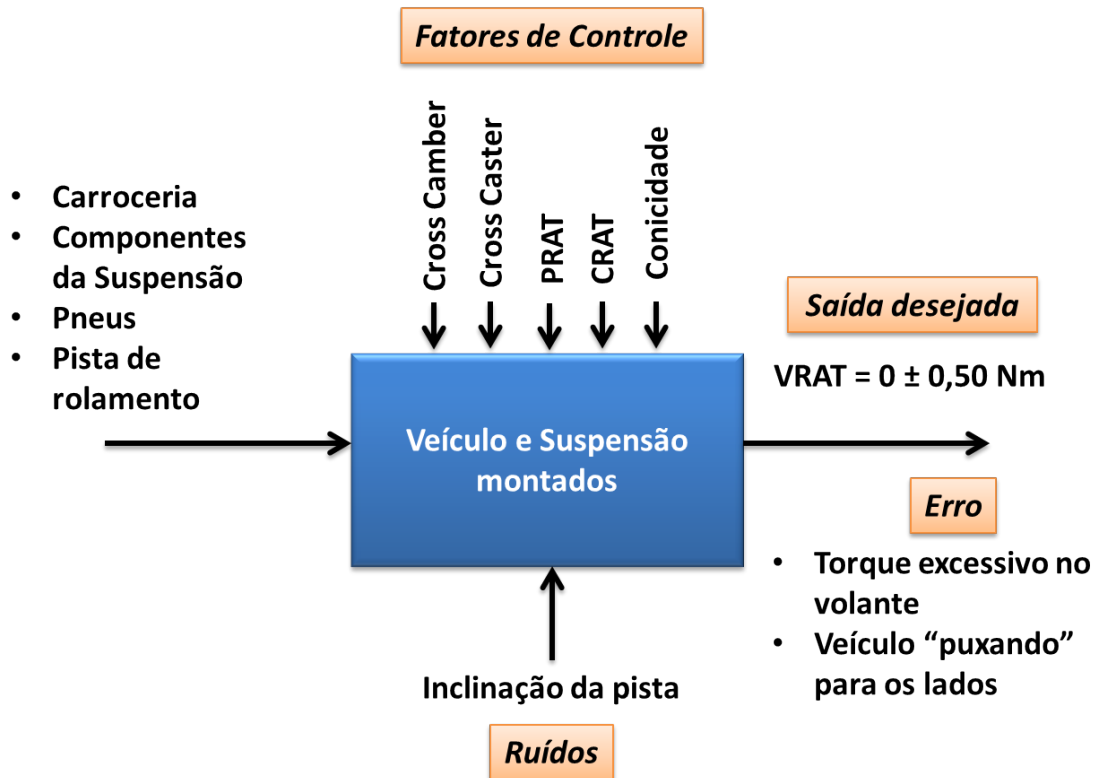 Fatores de Controle
Cross Camber
Cross Caster
PRAT
CRAT
Conicidade
• Carroceria
• Componentes
da Suspensão
• Pneus
• Pista de
rolamento
Veículo e Suspensão
montados
Saída desejada
VRAT = 0 ± 0,50 Nm
Erro
• Torque excessivo no
volante
• Veículo “puxando”
para os lados
Inclinação da pista
Ruídos